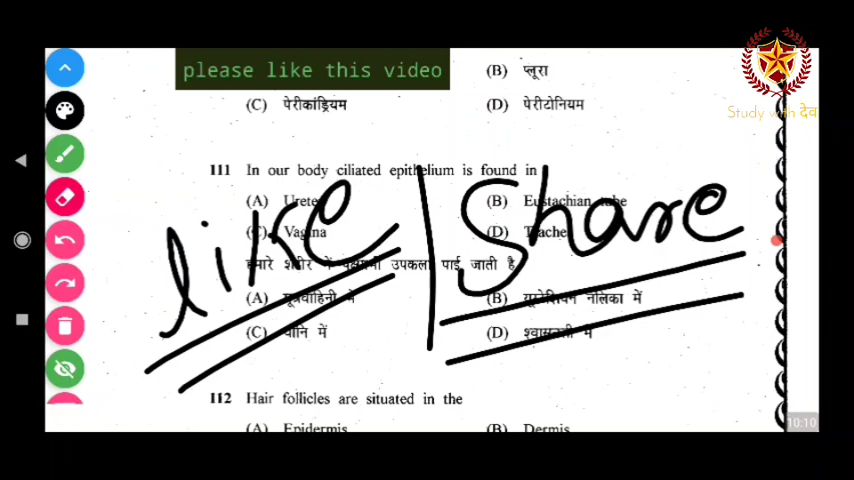 please like this video
(B) प्लूरा
Study with देव
(C) पेरीकांड्रियम (D) पेरीटोनियम
111 In our body ciliated epithelium is found in
(A) Urete (B) Eustachian tube
(C) Vagina (D) Trache
like | Share
हमारे शरीर में उपकला पाई जाती है
(A) मूत्रवाहिनी में (B) यूस्टेशियन नलिका में
(C) योनि में (D) श्वासनली में
112 Hair follicles are situated in the
10:10
(A) Epidermis (B) Dermis